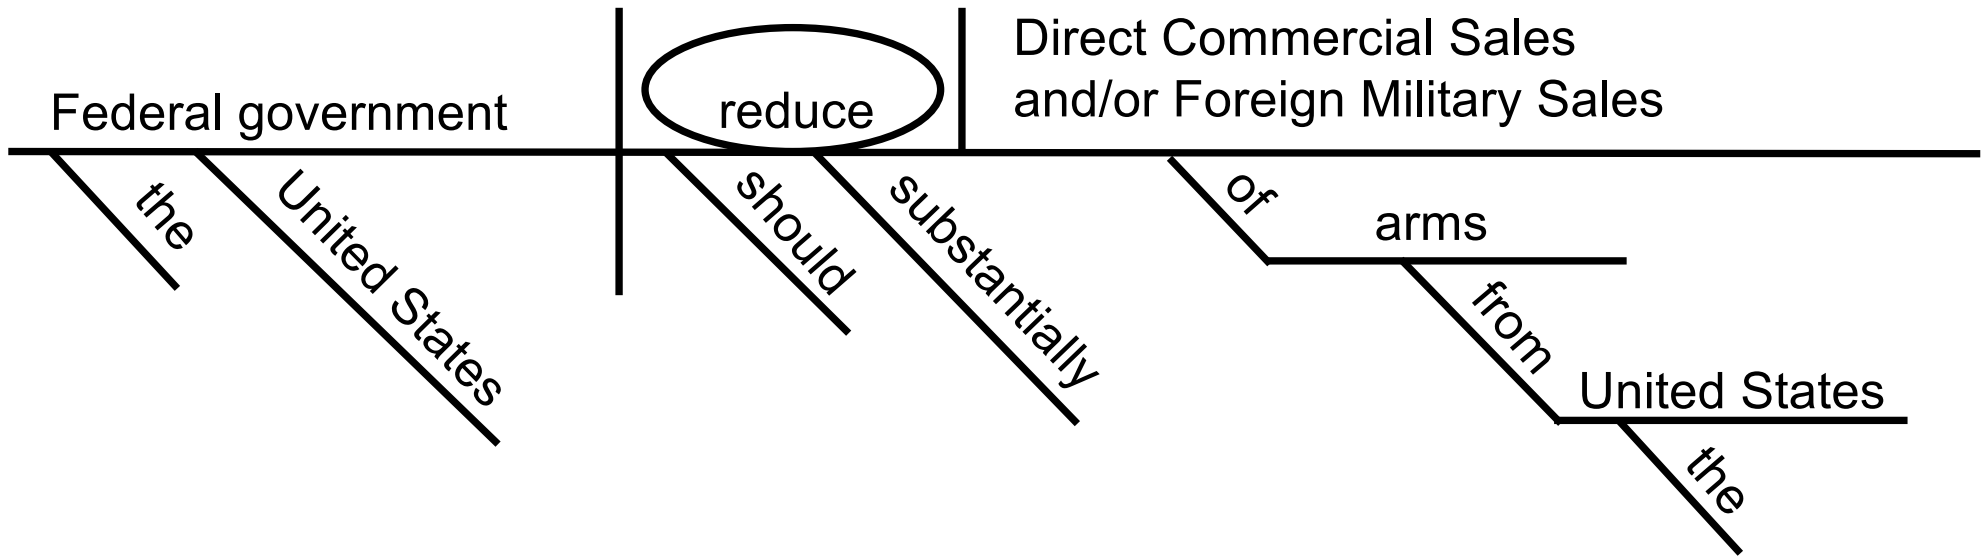 Federal government
reduce
Direct Commercial Sales
and/or Foreign Military Sales
the
United States
should
substantially
of
arms
from
United States
the